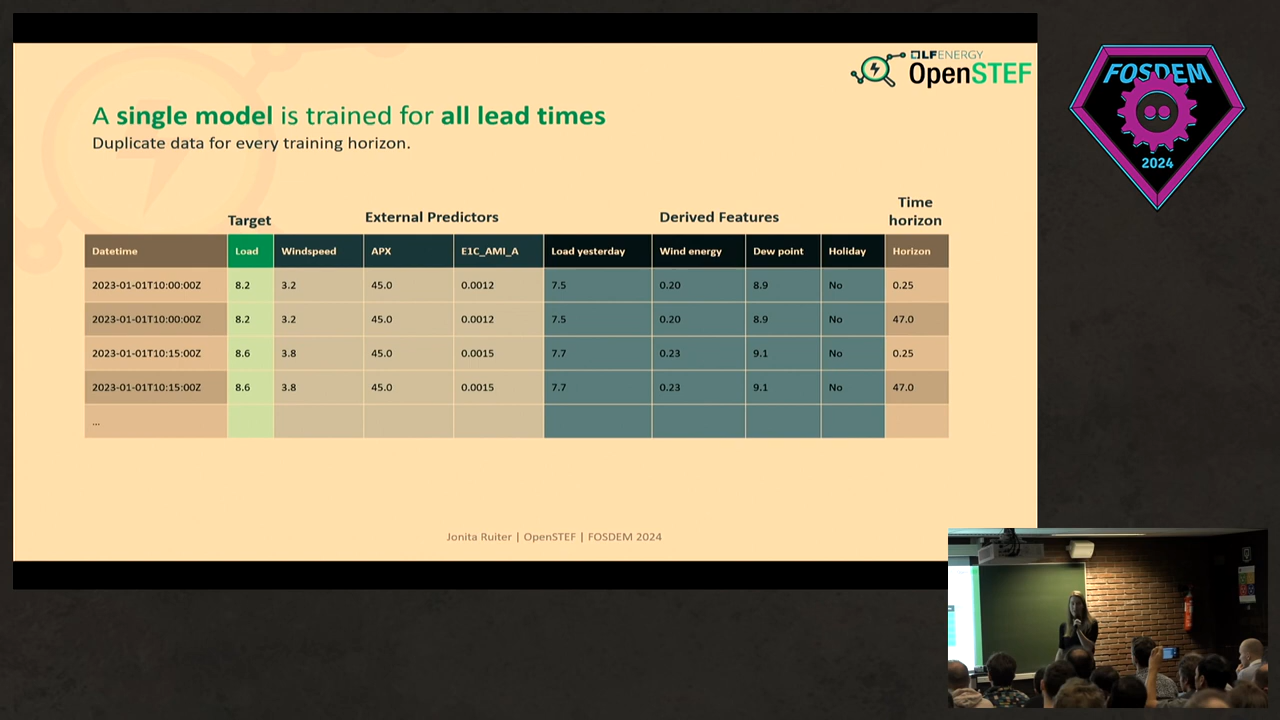 LFENERGY
OpenSTEF
FOSDEM
2024
A single model is trained for all lead times
Duplicate data for every training horizon.
Target External Predictors Derived Features Time horizon
Datetime Load Windspeed APX E1C_AMI_A Load yesterday Wind energy Dew point Holiday Horizon
2023-01-01T10:00:00Z 8.2 3.2 45.0 0.0012 7.5 0.20 8.9 No 0.25
2023-01-01T10:00:00Z 8.2 3.2 45.0 0.0012 7.5 0.20 8.9 No 47.0
2023-01-01T10:15:00Z 8.6 3.8 45.0 0.0015 7.7 0.23 9.1 No 0.25
2023-01-01T10:15:00Z 8.6 3.8 45.0 0.0015 7.7 0.23 9.1 No 47.0
...
Jonita Ruiter | OpenSTEF | FOSDEM 2024